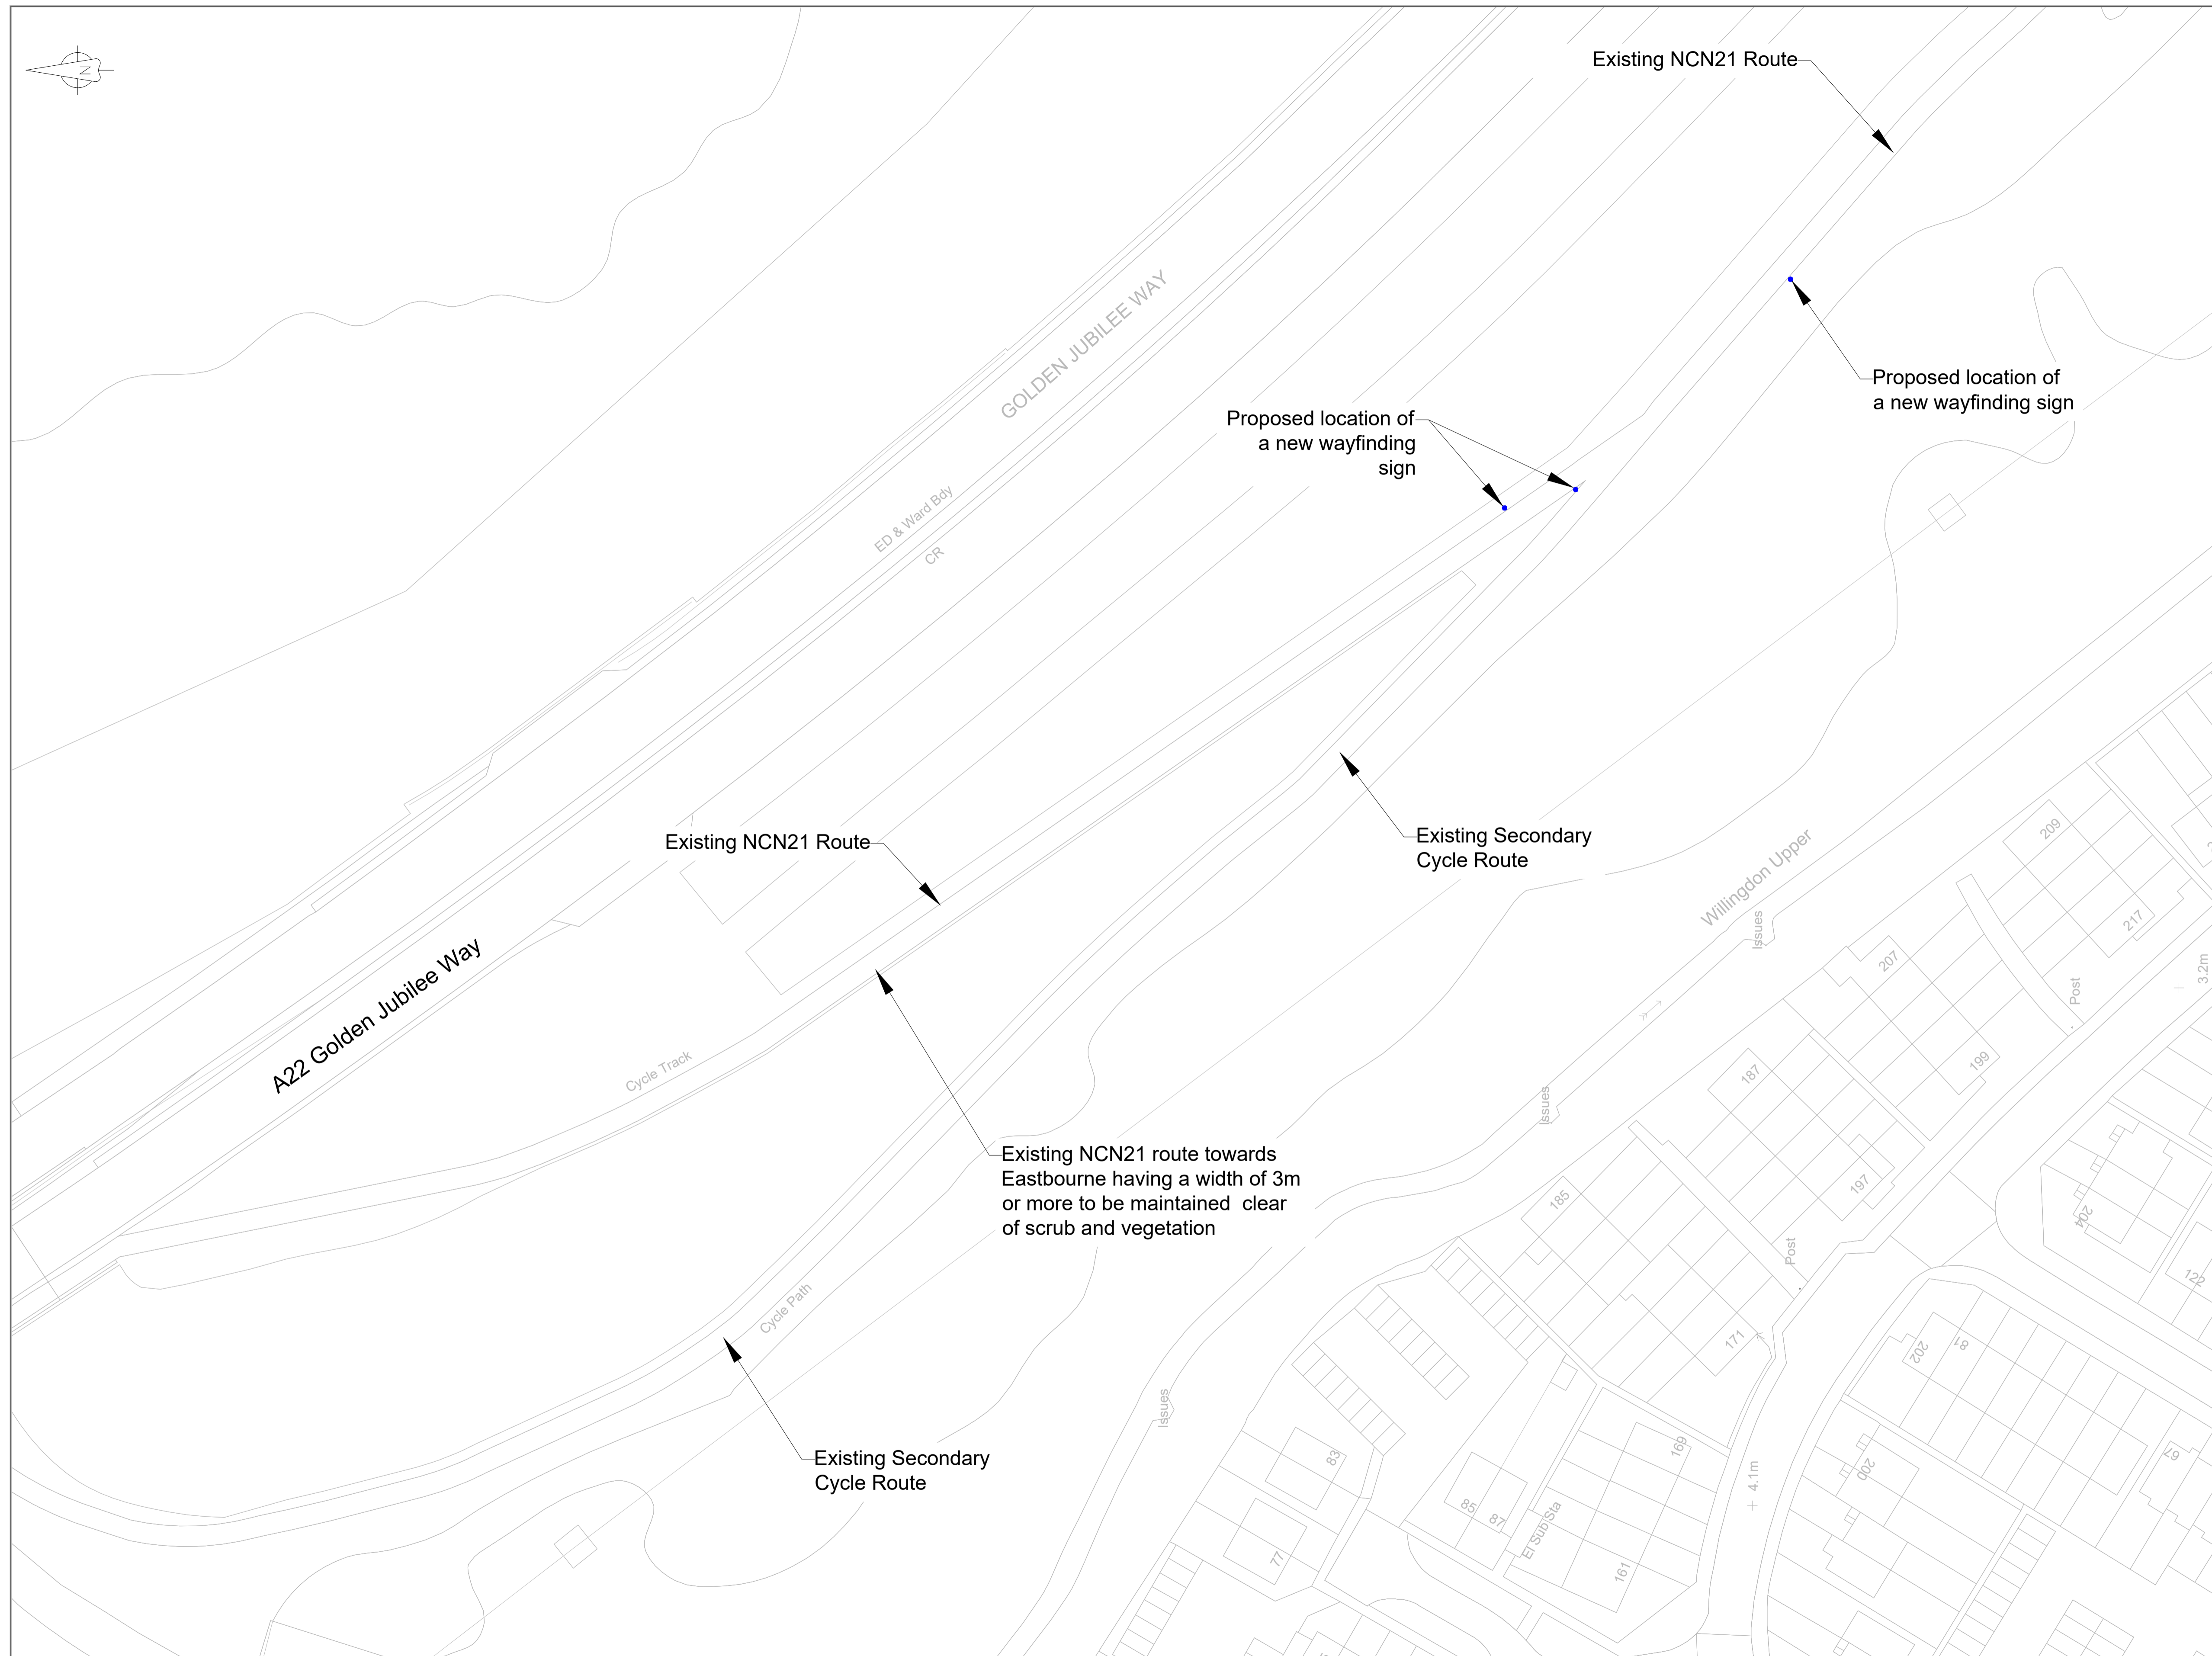 N
Existing NCN21 Route
GOLDEN JUBILEE WAY
Proposed location of
a new wayfinding sign
Proposed location of
a new wayfinding
sign
ED & Ward Bdy
CR
Existing NCN21 Route
Existing Secondary
Cycle Route
Willingdon Upper
Issues
209
217
207
199
Post
3.2m
A22 Golden Jubilee Way
Cycle Track
Issues
187
197
Existing NCN21 route towards
Eastbourne having a width of 3m
or more to be maintained clear
of scrub and vegetation
185
171
Post
204
122
Cycle Path
Issues
202
81
Existing Secondary
Cycle Route
83
85
87
El Sub Sta
169
161
4.1m
200
67
77